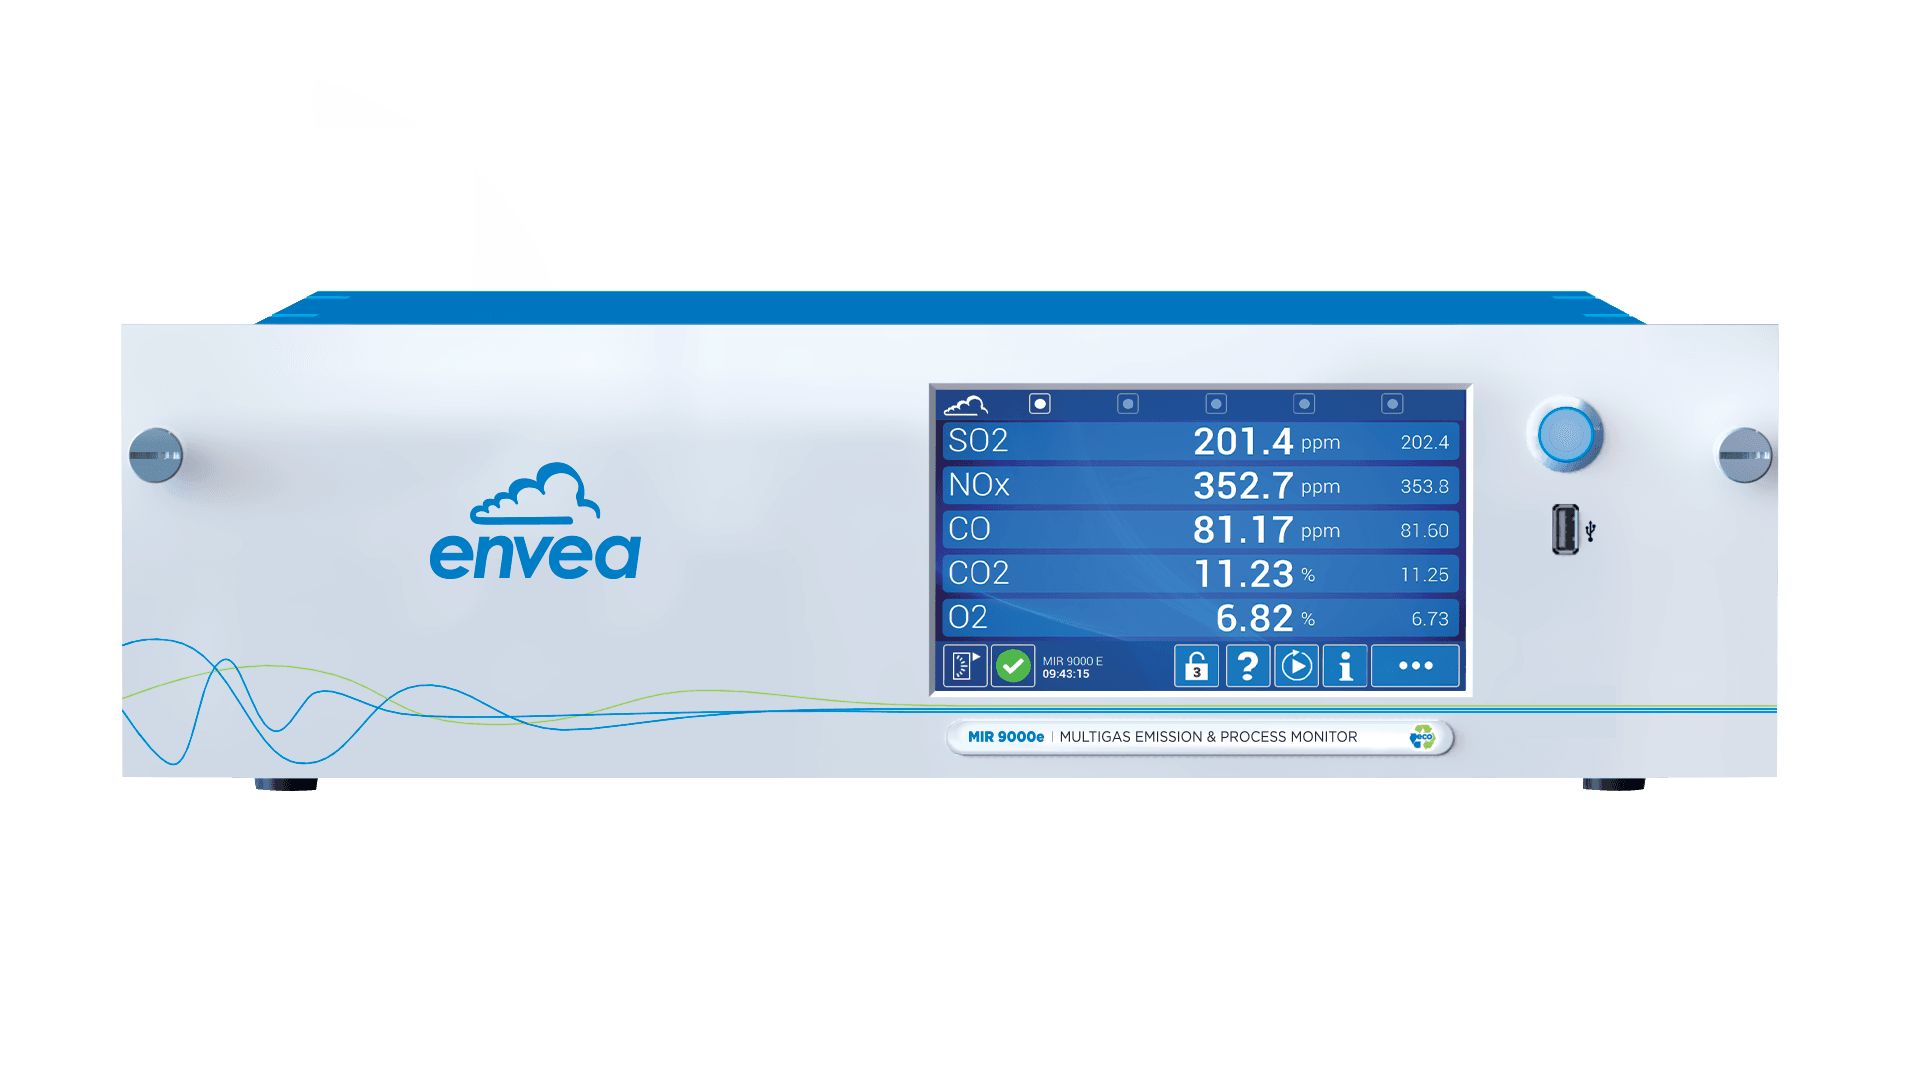 envea
SO2 201.4 ppm 202.4
NOx 352.7 ppm 353.8
CO 81.17 ppm 81.60
CO2 11.23 % 11.25
O2 6.82 % 6.73
MIR 9000 E
09:43:15
3 ? i
MIR 9000e | MULTIGAS EMISSION & PROCESS MONITOR eco